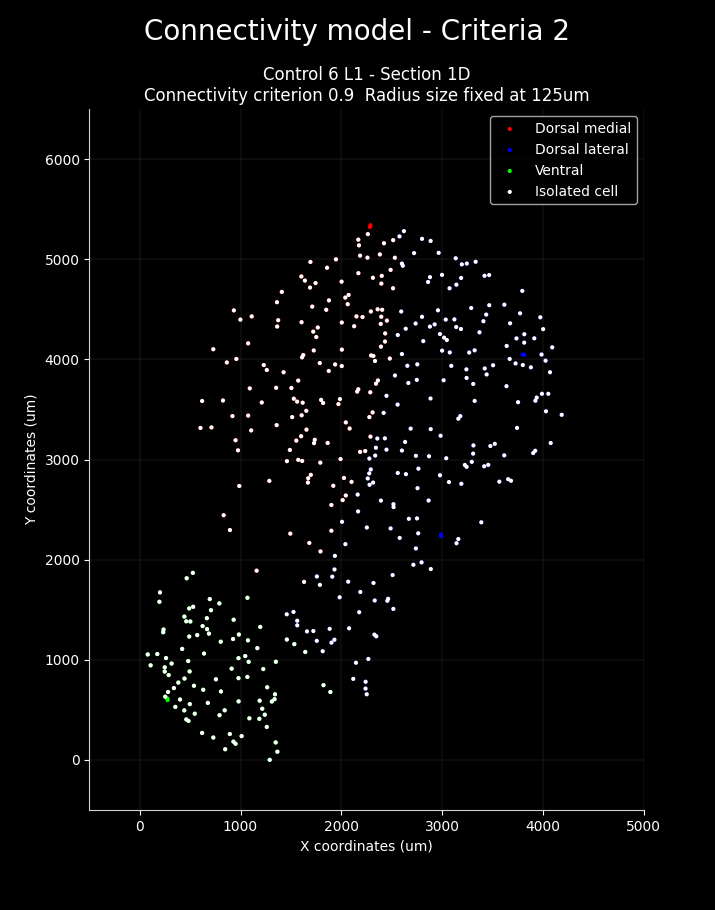 Connectivity model - Criteria 2
Control 6 L1 - Section 1D
Connectivity criterion 0.9  Radius size fixed at 125um
Dorsal medial
Dorsal lateral
Ventral
Isolated cell
6000
5000
4000
3000
2000
1000
0
Y coordinates (um)
0
1000
2000
3000
4000
5000
X coordinates (um)